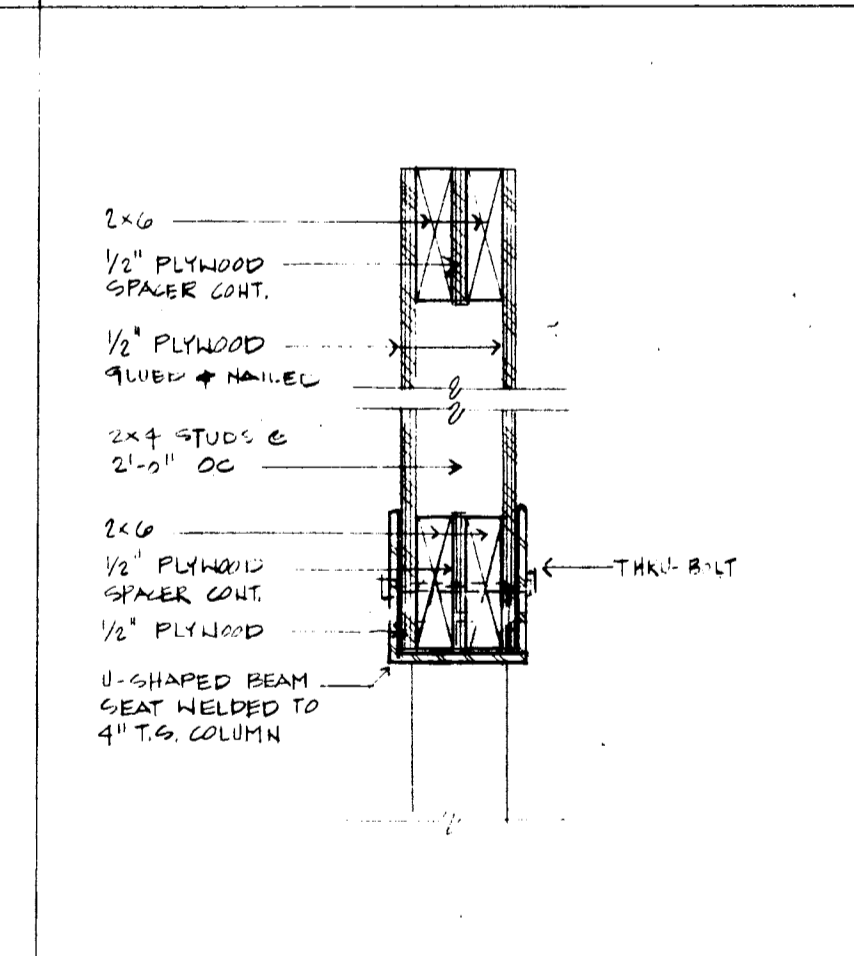 2×6
1/2" PLYWOOD
SPACER CONT.
1/2" PLYWOOD
GLUED + NAILED
2×4 STUDS @
2'-0" OC
2×6
1/2" PLYWOOD
SPACER CONT.
1/2" PLYWOOD
THRU-BOLT
U-SHAPED BEAM
SEAT WELDED TO
4" T.S. COLUMN